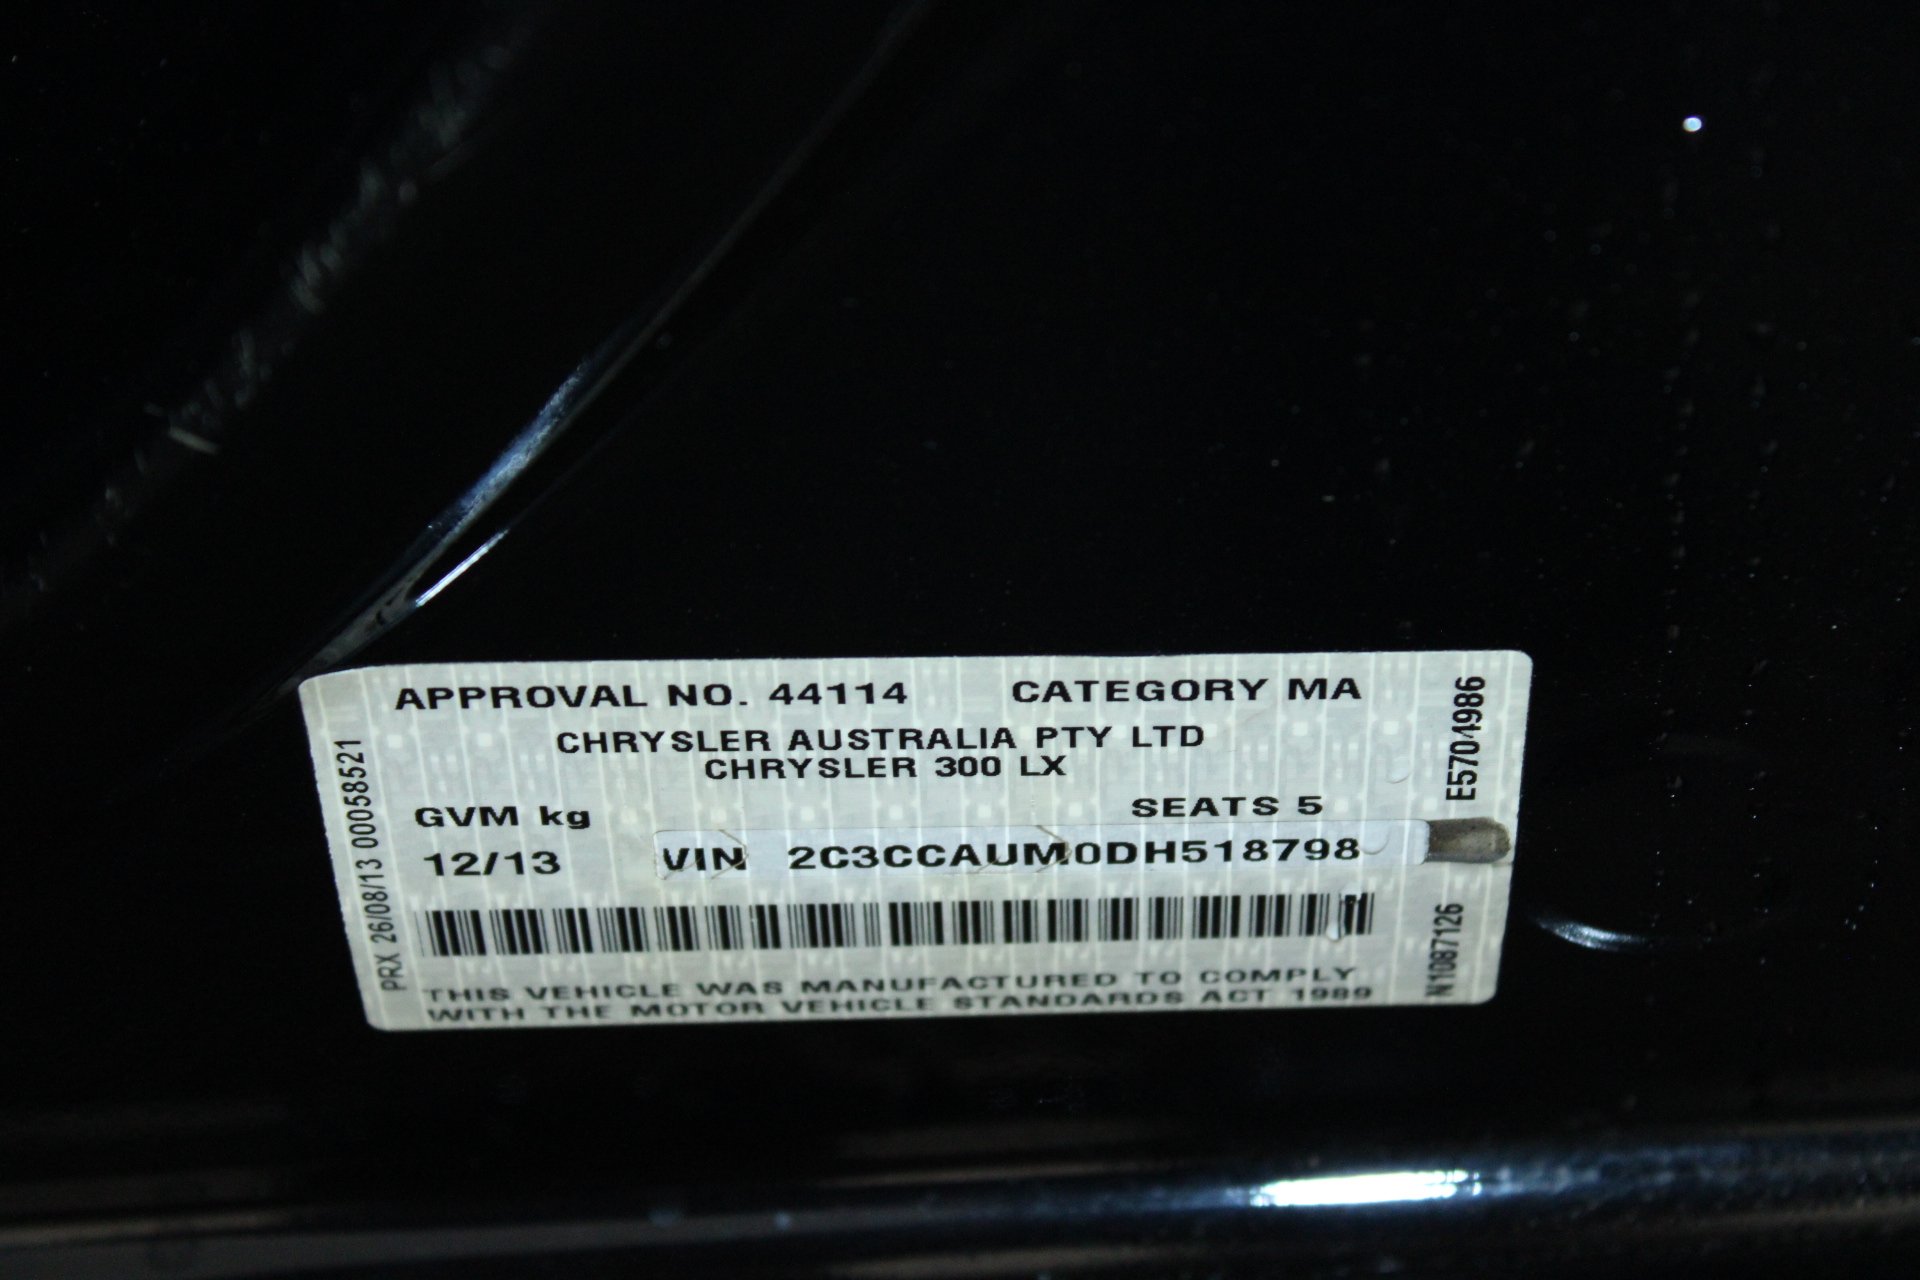 APPROVAL NO. 44114 CATEGORY MA
CHRYSLER AUSTRALIA PTY LTD
CHRYSLER 300 LX
GVM kg SEATS 5
12/13 VIN 2C3CCAUM0DH518798
THIS VEHICLE WAS MANUFACTURED TO COMPLY
WITH THE MOTOR VEHICLE STANDARDS ACT 1989
PRX 26/08/13 00058521
E5704986
N1087126